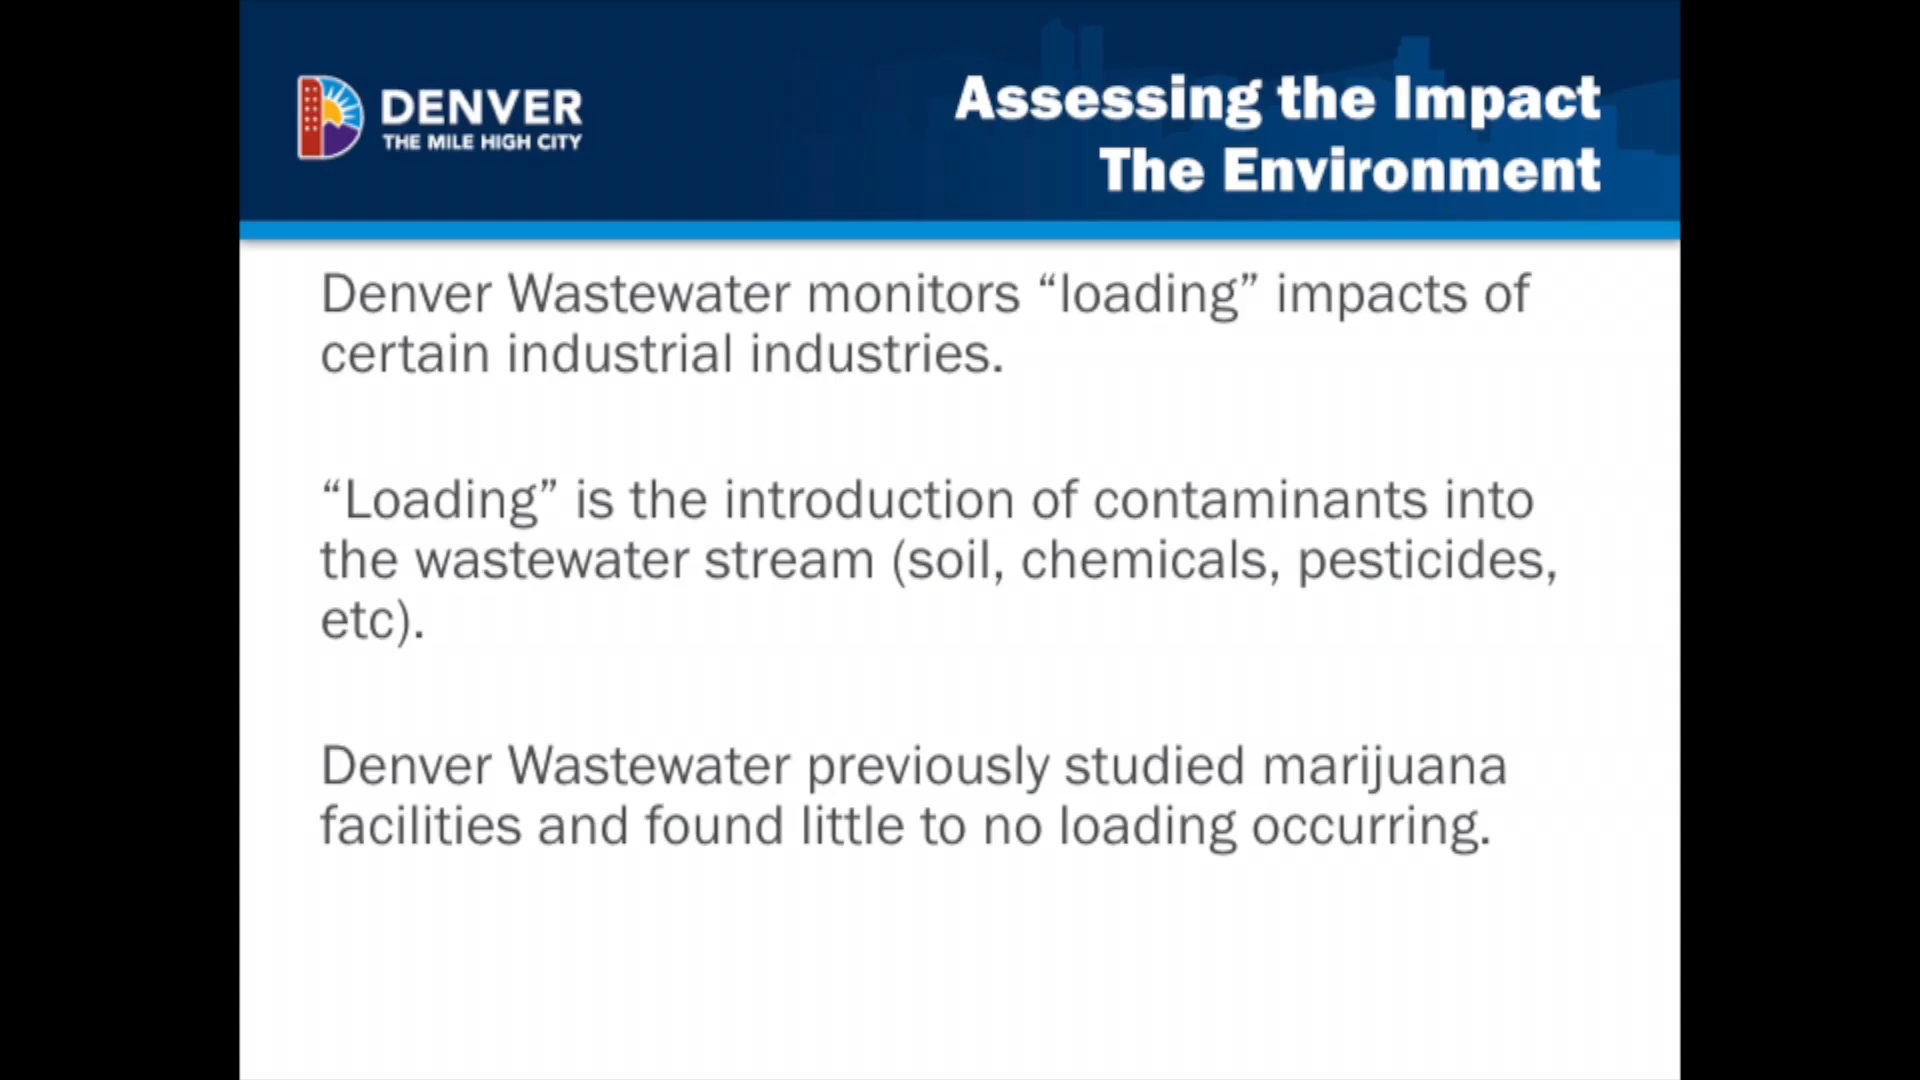 DENVER
THE MILE HIGH CITY
Assessing the Impact
The Environment
Denver Wastewater monitors “loading” impacts of
certain industrial industries.
“Loading” is the introduction of contaminants into
the wastewater stream (soil, chemicals, pesticides,
etc).
Denver Wastewater previously studied marijuana
facilities and found little to no loading occurring.